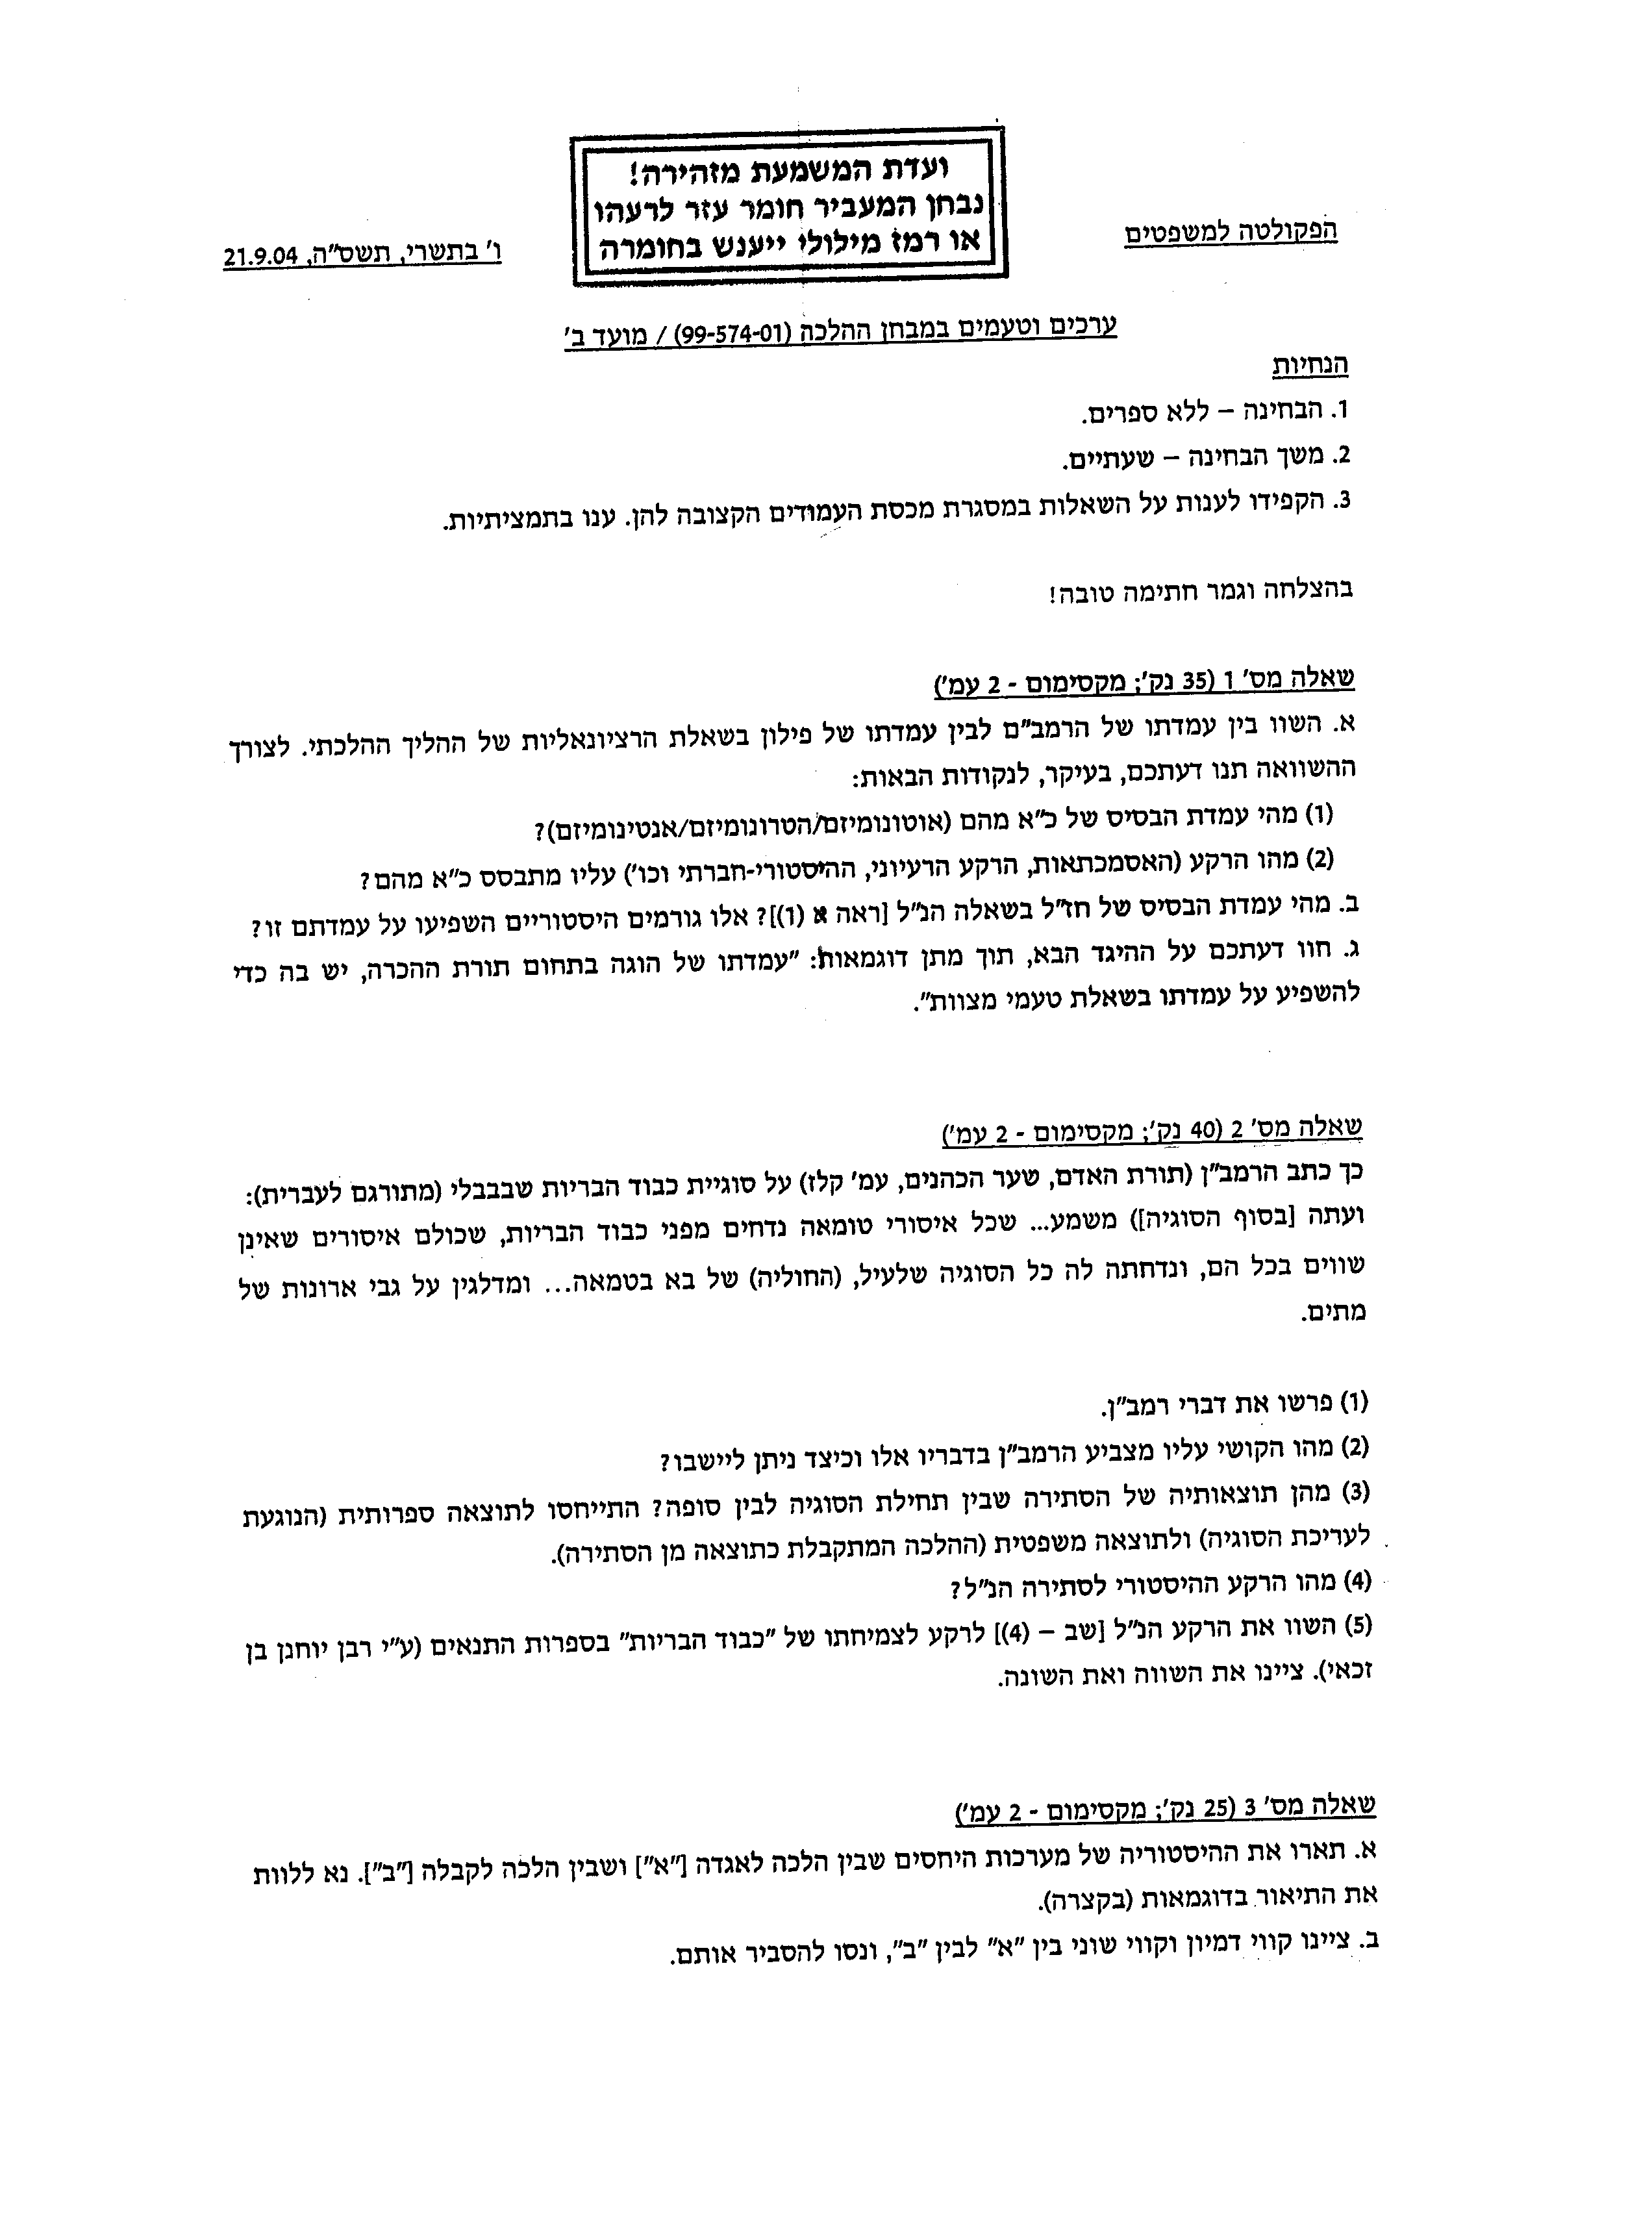 ועדת המשמעת מזהירה!
נבחן המעביר חומר עזר לרעהו
או רמז מילולי ייענש בחומרה
הפקולטה למשפטים
ו' בתשרי, תשס"ה, 21.9.04
ערכים וטעמים במבחן ההלכה (99-574-01) / מועד ב'
הנחיות
1. הבחינה – ללא ספרים.
2. משך הבחינה – שעתיים.
3. הקפידו לענות על השאלות במסגרת מכסת העמודים הקצובה להן. ענו בתמציתיות.
בהצלחה וגמר חתימה טובה!
שאלה מס' 1 (35 נק'; מקסימום - 2 עמ')
א. השוו בין עמדתו של הרמב"ם לבין עמדתו של פילון בשאלת הרציונאליות של ההליך ההלכתי. לצורך
ההשוואה תנו דעתכם, בעיקר, לנקודות הבאות:
(1) מהי עמדת הבסיס של כ"א מהם (אוטונומיזם/הטרונומיזם/אנטינומיזם)?
(2) מהו הרקע (האסמכתאות, הרקע הרעיוני, ההיסטורי-חברתי וכו') עליו מתבסס כ"א מהם?
ב. מהי עמדת הבסיס של חז"ל בשאלה הנ"ל [ראה א (1)]? אלו גורמים היסטוריים השפיעו על עמדתם זו?
ג. חוו דעתכם על ההיגד הבא, תוך מתן דוגמאות: "עמדתו של הוגה בתחום תורת ההכרה, יש בה כדי
להשפיע על עמדתו בשאלת טעמי מצוות".
שאלה מס' 2 (40 נק'; מקסימום - 2 עמ')
כך כתב הרמב"ן (תורת האדם, שער הכהנים, עמ' קלז) על סוגיית כבוד הבריות שבבבלי (מתורגם לעברית):
ועתה [בסוף הסוגיה]) משמע... שכל איסורי טומאה נדחים מפני כבוד הבריות, שכולם איסורים שאינן
שווים בכל הם, ונדחתה לה כל הסוגיה שלעיל, (החוליה) של בא בטמאה... ומדלגין על גבי ארונות של
מתים.
(1) פרשו את דברי רמב"ן.
(2) מהו הקושי עליו מצביע הרמב"ן בדבריו אלו וכיצד ניתן ליישבו?
(3) מהן תוצאותיה של הסתירה שבין תחילת הסוגיה לבין סופה? התייחסו לתוצאה ספרותית (הנוגעת
לעריכת הסוגיה) ולתוצאה משפטית (ההלכה המתקבלת כתוצאה מן הסתירה).
(4) מהו הרקע ההיסטורי לסתירה הנ"ל?
(5) השוו את הרקע הנ"ל [שב – (4)] לרקע לצמיחתו של "כבוד הבריות" בספרות התנאים (ע"י רבן יוחנן בן
זכאי). ציינו את השווה ואת השונה.
שאלה מס' 3 (25 נק'; מקסימום - 2 עמ')
א. תארו את ההיסטוריה של מערכות היחסים שבין הלכה לאגדה ["א"] ושבין הלכה לקבלה ["ב"]. נא ללוות
את התיאור בדוגמאות (בקצרה).
ב. ציינו קווי דמיון וקווי שוני בין "א" לבין "ב", ונסו להסביר אותם.